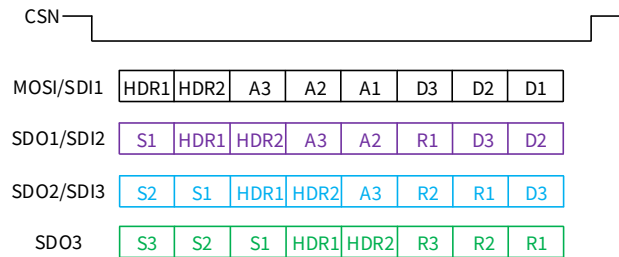 CSN
MOSI/SDI1 HDR1 HDR2 A3 A2 A1 D3 D2 D1
SDO1/SDI2 S1 HDR1 HDR2 A3 A2 R1 D3 D2
SDO2/SDI3 S2 S1 HDR1 HDR2 A3 R2 R1 D3
SDO3 S3 S2 S1 HDR1 HDR2 R3 R2 R1